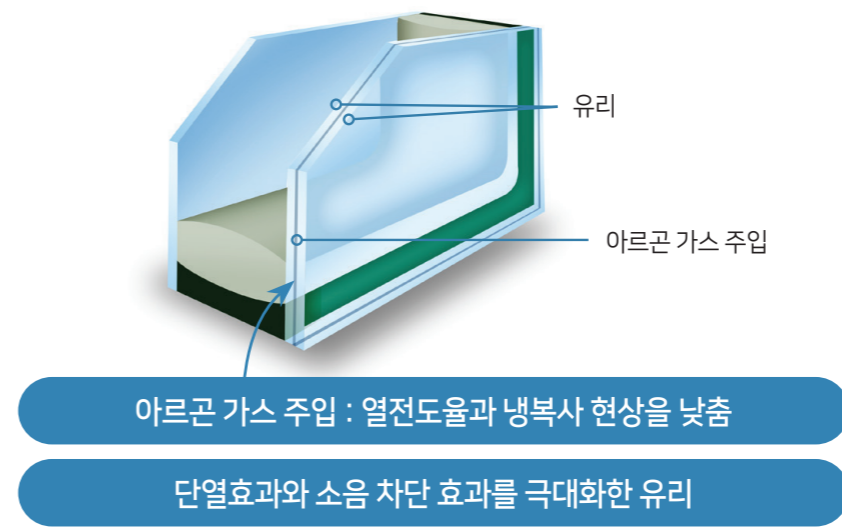 유리
아르곤 가스 주입
아르곤 가스 주입 : 열전도율과 냉복사 현상을 낮춤
단열효과와 소음 차단 효과를 극대화한 유리